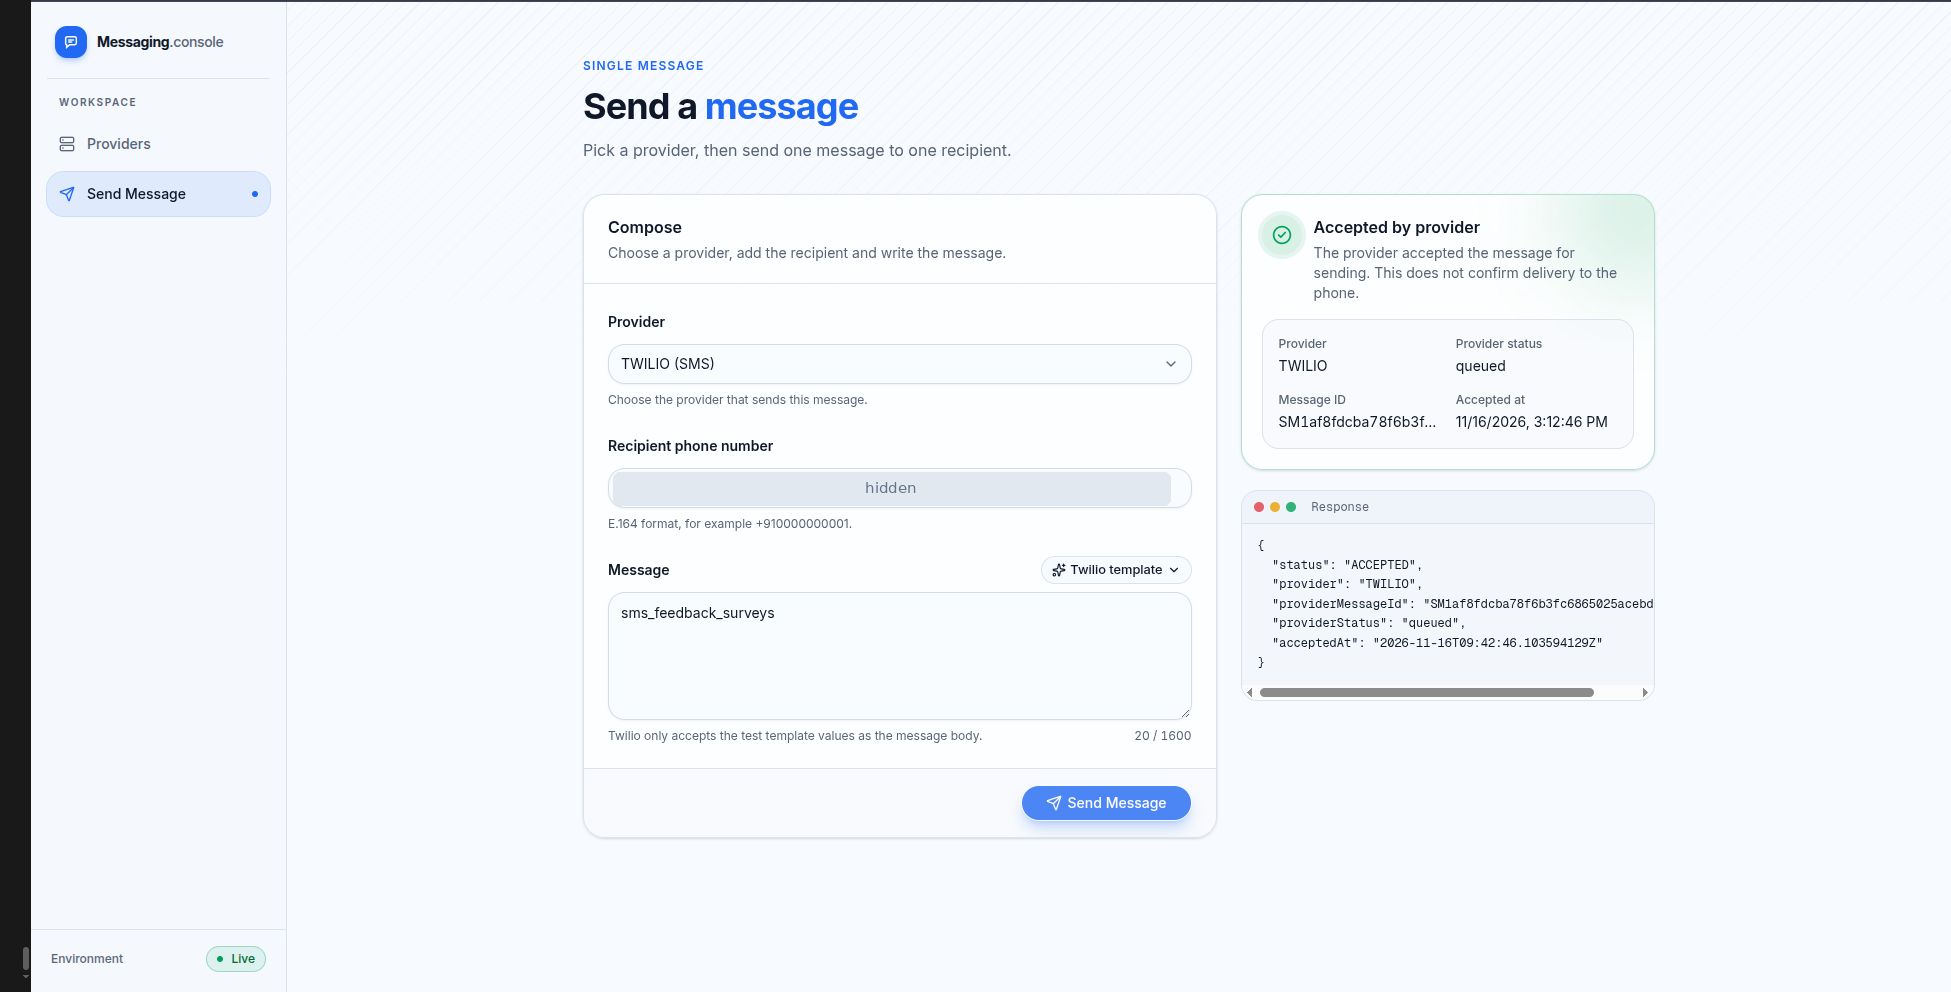 Messaging.console
WORKSPACE
Providers
Send Message
SINGLE MESSAGE
Send a message
Pick a provider, then send one message to one recipient.
Compose
Choose a provider, add the recipient and write the message.
Provider
TWILIO (SMS)
Choose the provider that sends this message.
Recipient phone number
hidden
E.164 format, for example +910000000001.
Message
Twilio template
sms_feedback_surveys
Twilio only accepts the test template values as the message body.
20 / 1600
Send Message
Accepted by provider
The provider accepted the message for
sending. This does not confirm delivery to the
phone.
Provider
TWILIO
Provider status
queued
Message ID
SM1af8fdcba78f6b3f...
Accepted at
11/16/2026, 3:12:46 PM
Response
{
"status": "ACCEPTED",
"provider": "TWILIO",
"providerMessageId": "SM1af8fdcba78f6b3fc6865025acebd
"providerStatus": "queued",
"acceptedAt": "2026-11-16T09:42:46.103594129Z"
}
Environment
Live